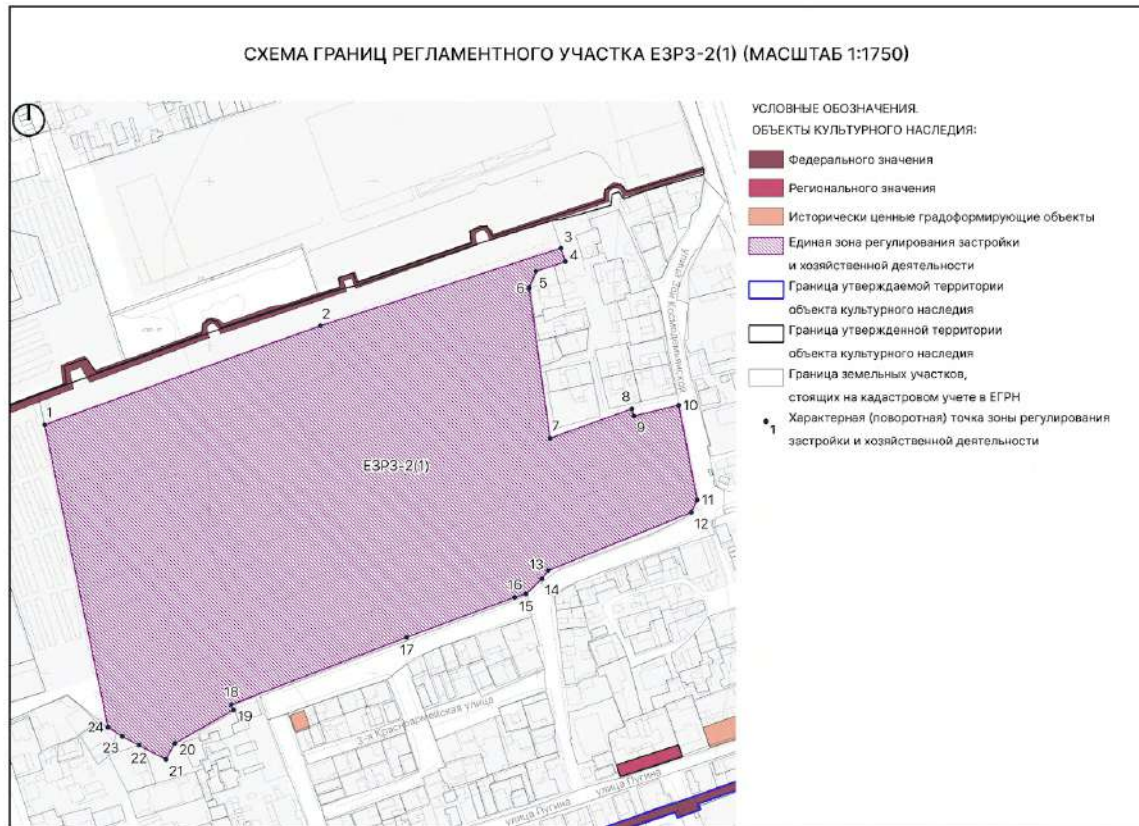 СХЕМА ГРАНИЦ РЕГЛАМЕНТНОГО УЧАСТКА ЕЗРЗ-2(1) (МАСШТАБ 1:1750)
УСЛОВНЫЕ ОБОЗНАЧЕНИЯ.
ОБЪЕКТЫ КУЛЬТУРНОГО НАСЛЕДИЯ:
Федерального значения
Регионального значения
Исторически ценные градоформирующие объекты
Единая зона регулирования застройки
и хозяйственной деятельности
Граница утверждаемой территории
объекта культурного наследия
Граница утвержденной территории
объекта культурного наследия
Граница земельных участков,
стоящих на кадастровом учете в ЕГРН
1
Характерная (поворотная) точка зоны регулирования
застройки и хозяйственной деятельности
1
2
3
4
5
6
7
8
9
10
11
12
13
14
15
16
17
18
19
20
21
22
23
24
ЕЗРЗ-2(1)
улица Зои Космодемьянской
3-я Красноармейская улица
улица Пугина
улица Пугина